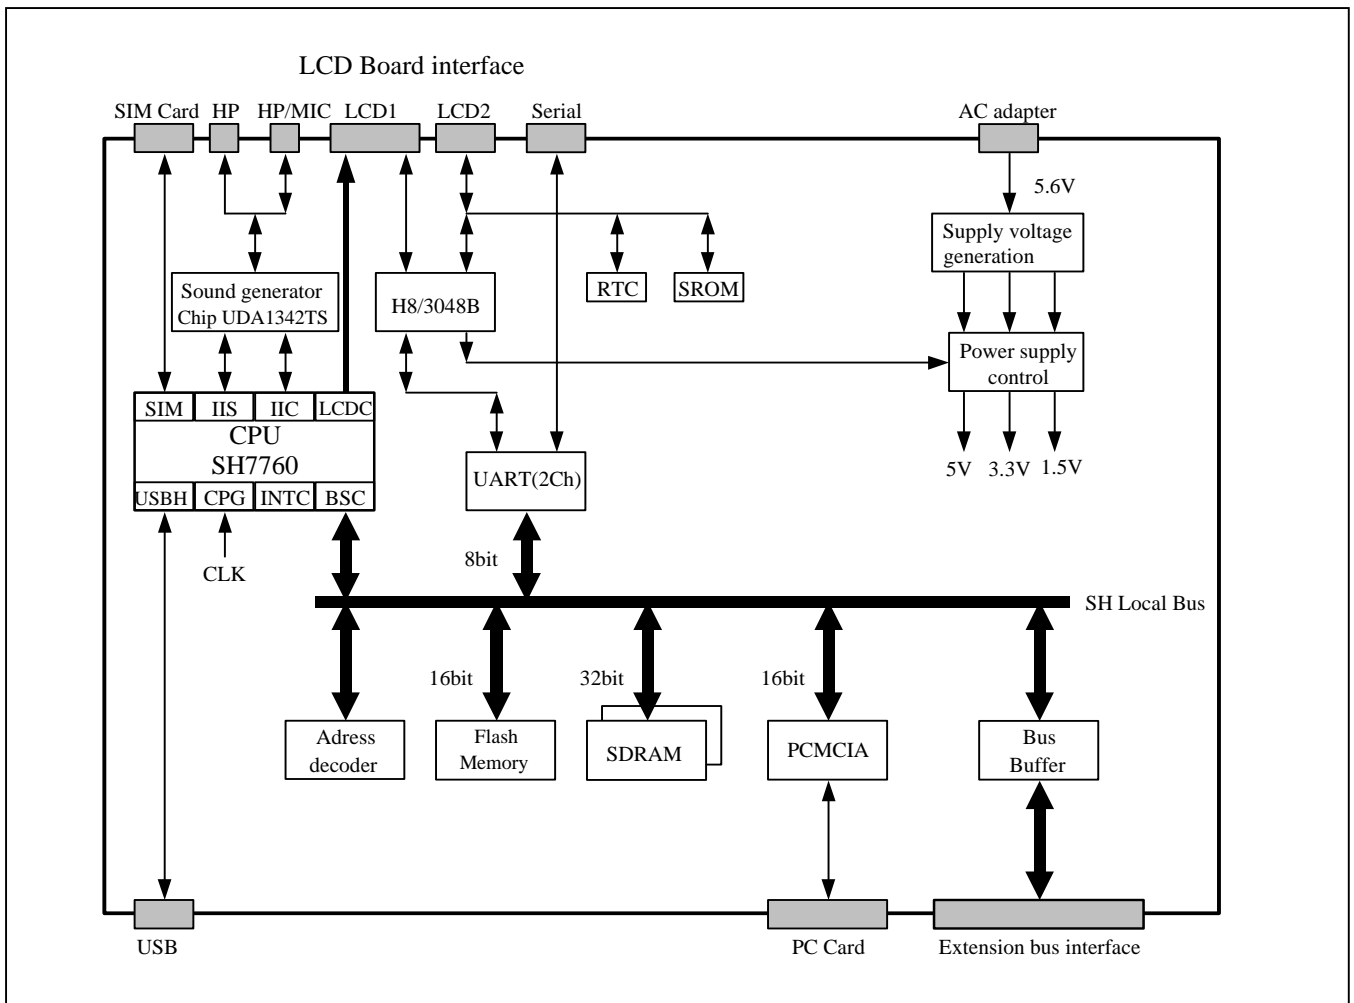 LCD Board interface
SIM Card HP HP/MIC LCD1 LCD2 Serial AC adapter
5.6V
Supply voltage
generation
Sound generator
Chip UDA1342TS
H8/3048B
RTC
SROM
Power supply
control
SIM IIS IIC LCDC
CPU
SH7760
USBH CPG INTC BSC
UART(2Ch)
5V 3.3V 1.5V
CLK
8bit
SH Local Bus
16bit 32bit 16bit
Adress
decoder
Flash
Memory
SDRAM
PCMCIA
Bus
Buffer
USB PC Card Extension bus interface